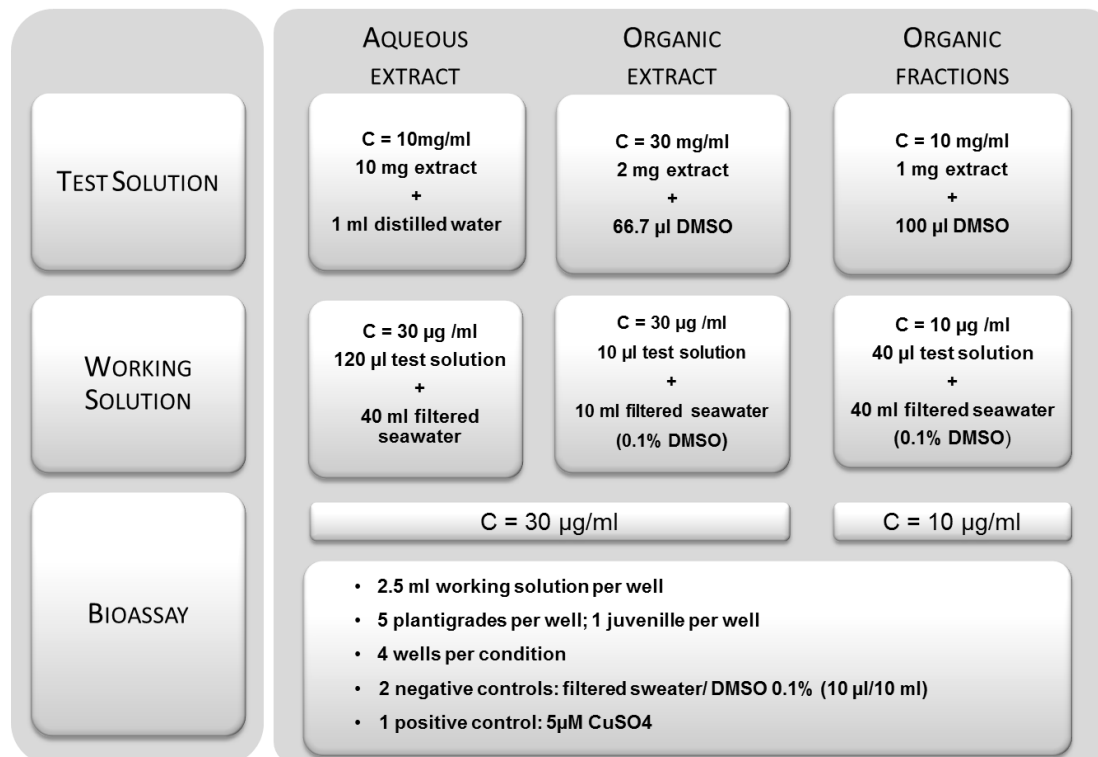 AQUEOUS
EXTRACT
ORGANIC
EXTRACT
ORGANIC
FRACTIONS
TEST SOLUTION
C = 10mg/ml
10 mg extract
+
1 ml distilled water
C = 30 mg/ml
2 mg extract
+
66.7 µl DMSO
C = 10 mg/ml
1 mg extract
+
100 µl DMSO
WORKING
SOLUTION
C = 30 µg /ml
120 µl test solution
+
40 ml filtered
seawater
C = 30 µg /ml
10 µl test solution
+
10 ml filtered seawater
(0.1% DMSO)
C = 10 µg /ml
40 µl test solution
+
40 ml filtered seawater
(0.1% DMSO)
BIOASSAY
C = 30 µg/ml
C = 10 µg/ml
• 2.5 ml working solution per well
• 5 plantigrades per well; 1 juvenille per well
• 4 wells per condition
• 2 negative controls: filtered sweater/ DMSO 0.1% (10 µl/10 ml)
• 1 positive control: 5µM CuSO4